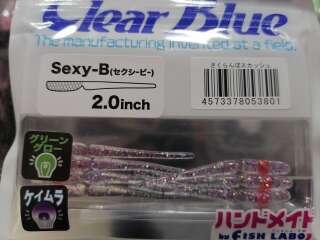 Clear Blue
The manufacturing invented at a field.
Sexy-B(セクシービー)
2.0inch
さくらんぼスカッシュ
4573378053801
グリーン
グロー
ケイムラ
ハンドメイド
by FISH LABO